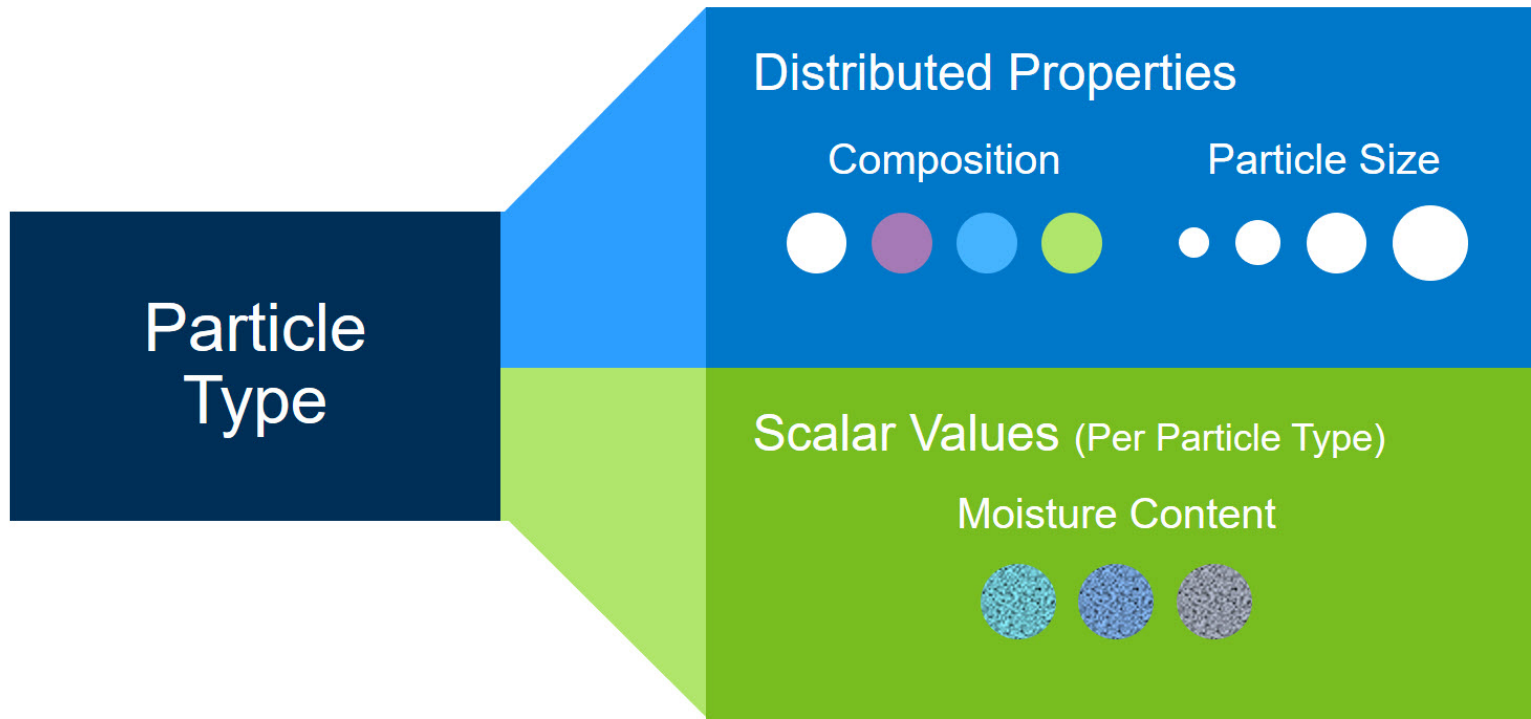 Particle
Type
Distributed Properties
Composition
Particle Size
Scalar Values (Per Particle Type)
Moisture Content